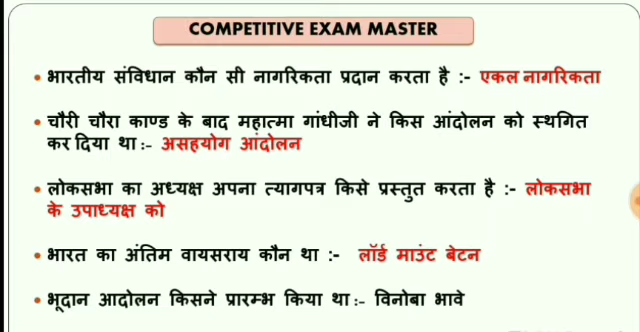 COMPETITIVE EXAM MASTER
• भारतीय संविधान कौन सी नागरिकता प्रदान करता है :- एकल नागरिकता
• चौरी चौरा काण्ड के बाद महात्मा गांधीजी ने किस आंदोलन को स्थगित
कर दिया था :- असहयोग आंदोलन
• लोकसभा का अध्यक्ष अपना त्यागपत्र किसे प्रस्तुत करता है :- लोकसभा
के उपाध्यक्ष को
• भारत का अंतिम वायसराय कौन था :- लॉर्ड माउंट बेटन
• भूदान आदोलन किसने प्रारम्भ किया था :- विनोबा भावे